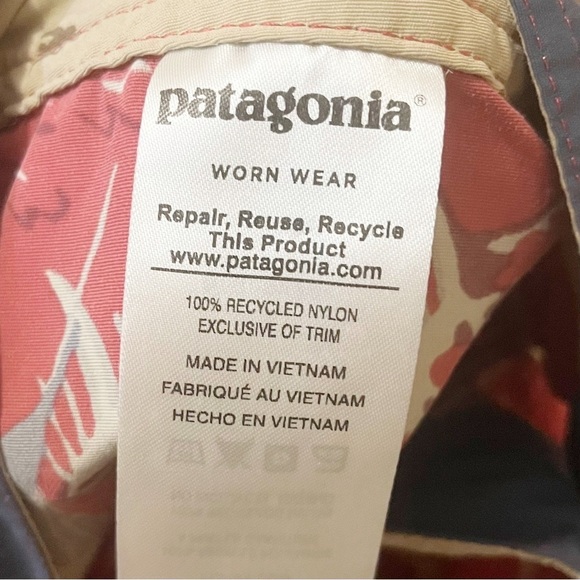 patagonia®
WORN WEAR
Repair, Reuse, Recycle
This Product
www.patagonia.com
100% RECYCLED NYLON
EXCLUSIVE OF TRIM
MADE IN VIETNAM
FABRIQUÉ AU VIETNAM
HECHO EN VIETNAM